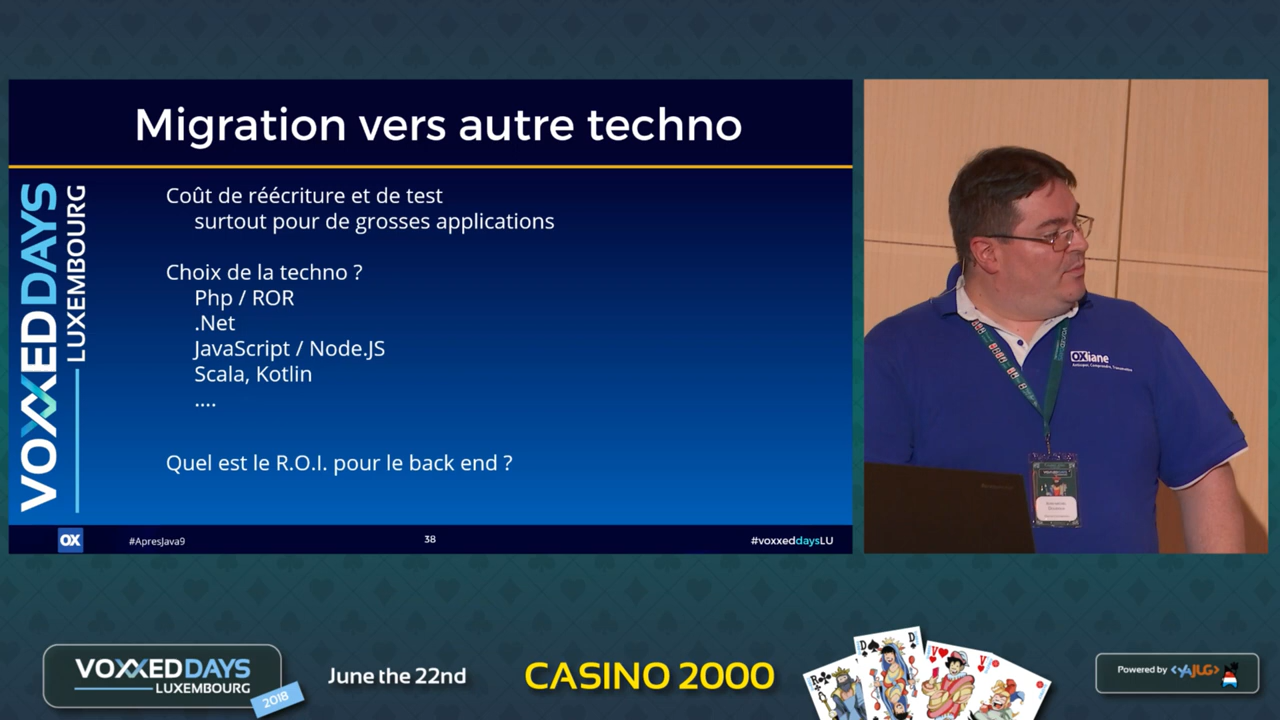 Migration vers autre techno
VOXXEDDAYS
LUXEMBOURG
Coût de réécriture et de test
surtout pour de grosses applications
Choix de la techno ?
Php / ROR
.Net
JavaScript / Node.JS
Scala, Kotlin
....
Quel est le R.O.I. pour le back end ?
OX
#ApresJava9
38
#voxxeddaysLU
OXiane
VOXXEDDAYS
LUXEMBOURG
2018
June the 22nd
CASINO 2000
R
D
D
V
V
Powered by <YAJUG>